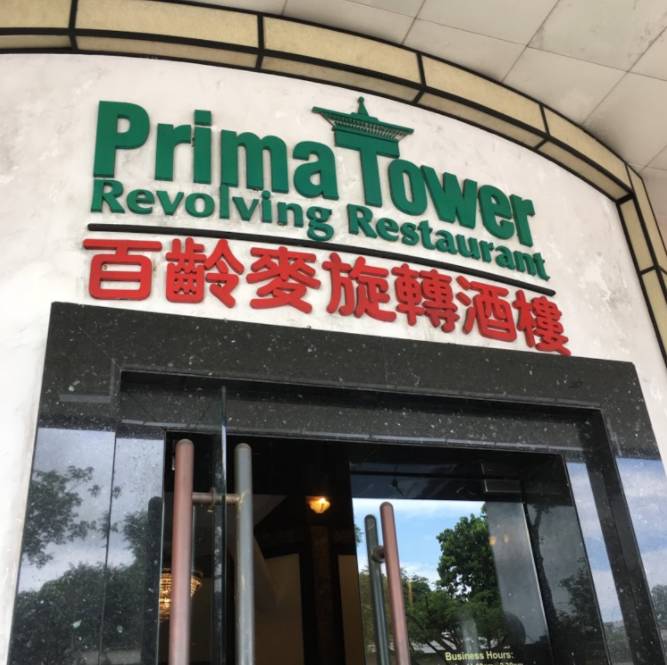 Prima Tower
Revolving Restaurant
百齡麥旋轉酒樓
Business Hours: